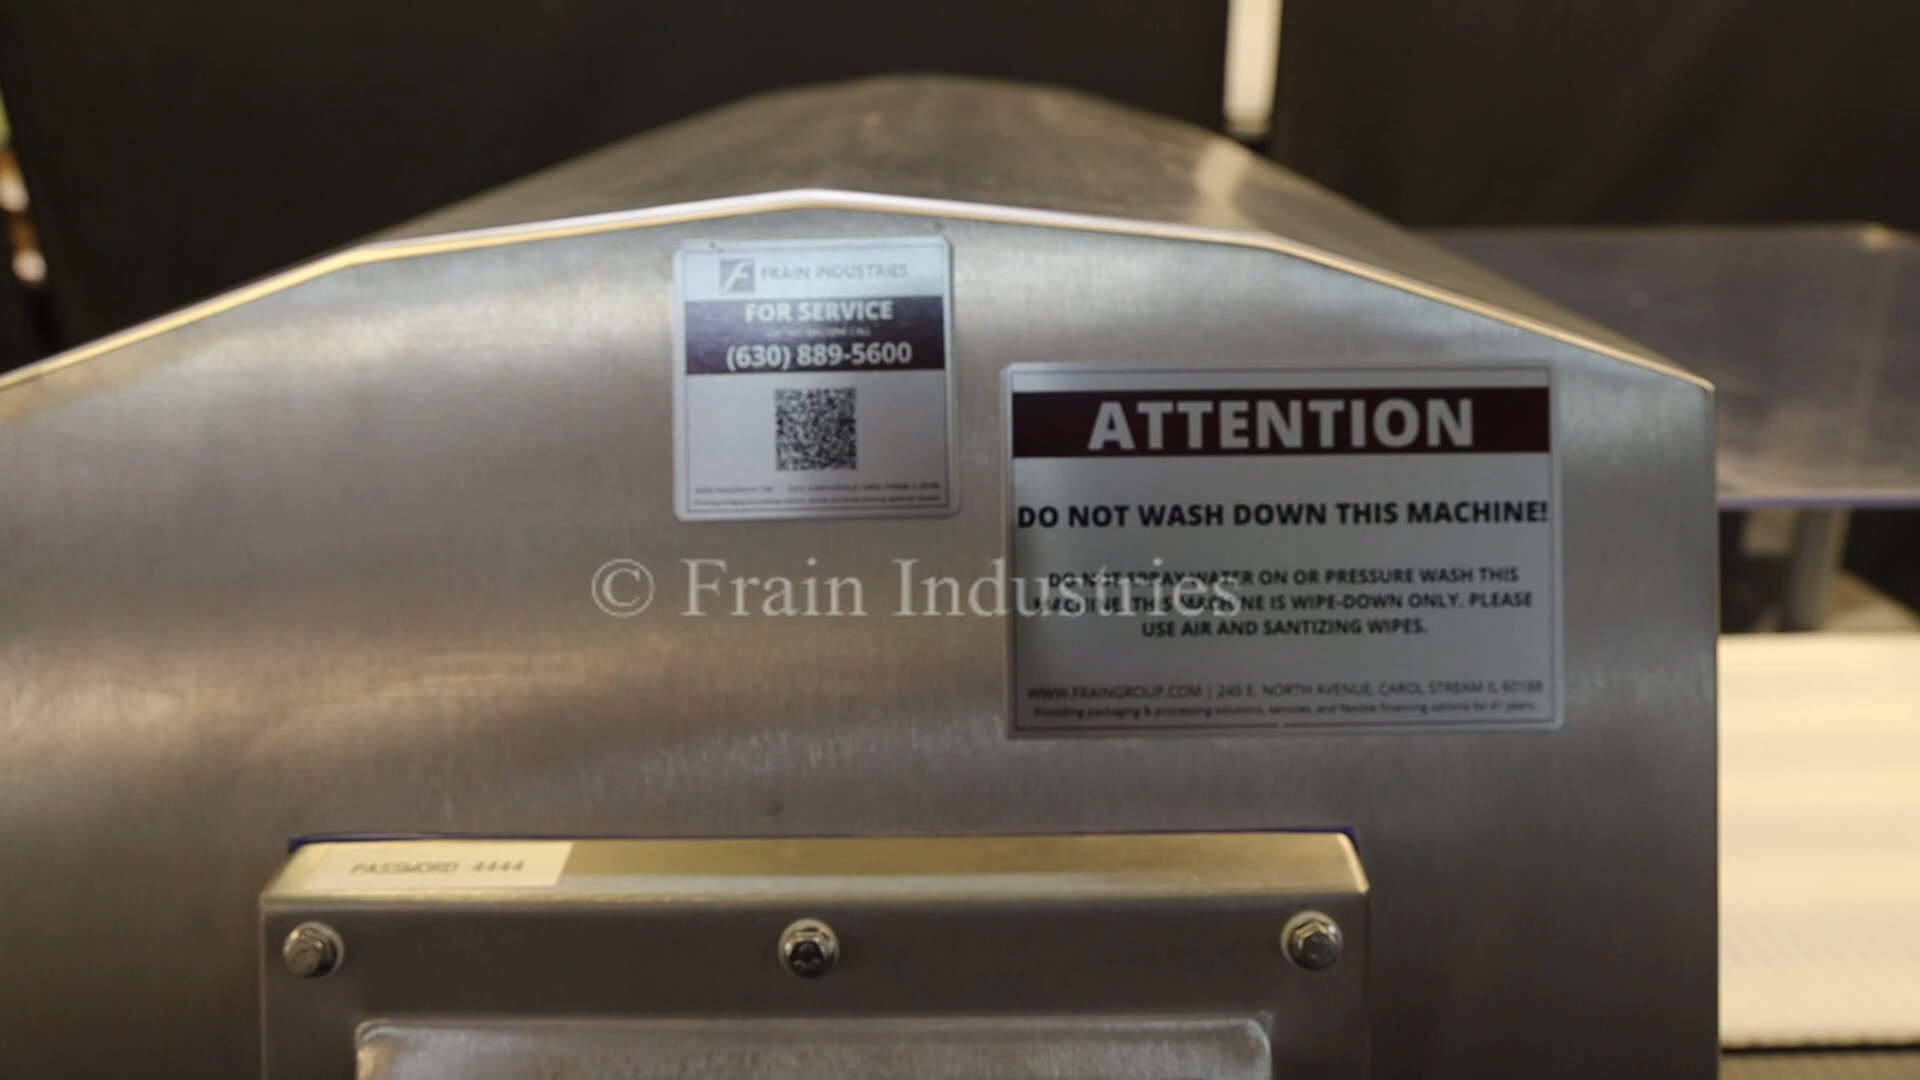 FRAIN INDUSTRIES
FOR SERVICE
(630) 889-5600
ATTENTION
DO NOT WASH DOWN THIS MACHINE!
DO NOT SPRAY WATER ON OR PRESSURE WASH THIS
MACHINE. THIS MACHINE IS WIPE-DOWN ONLY. PLEASE
USE AIR AND SANTIZING WIPES.
WWW.FRAINGROUP.COM | 245 E. NORTH AVENUE, CAROL STREAM IL 60188
Providing packaging & processing solutions, services, and flexible financing options for 41 years.
© Frain Industries
PASSWORD 4444